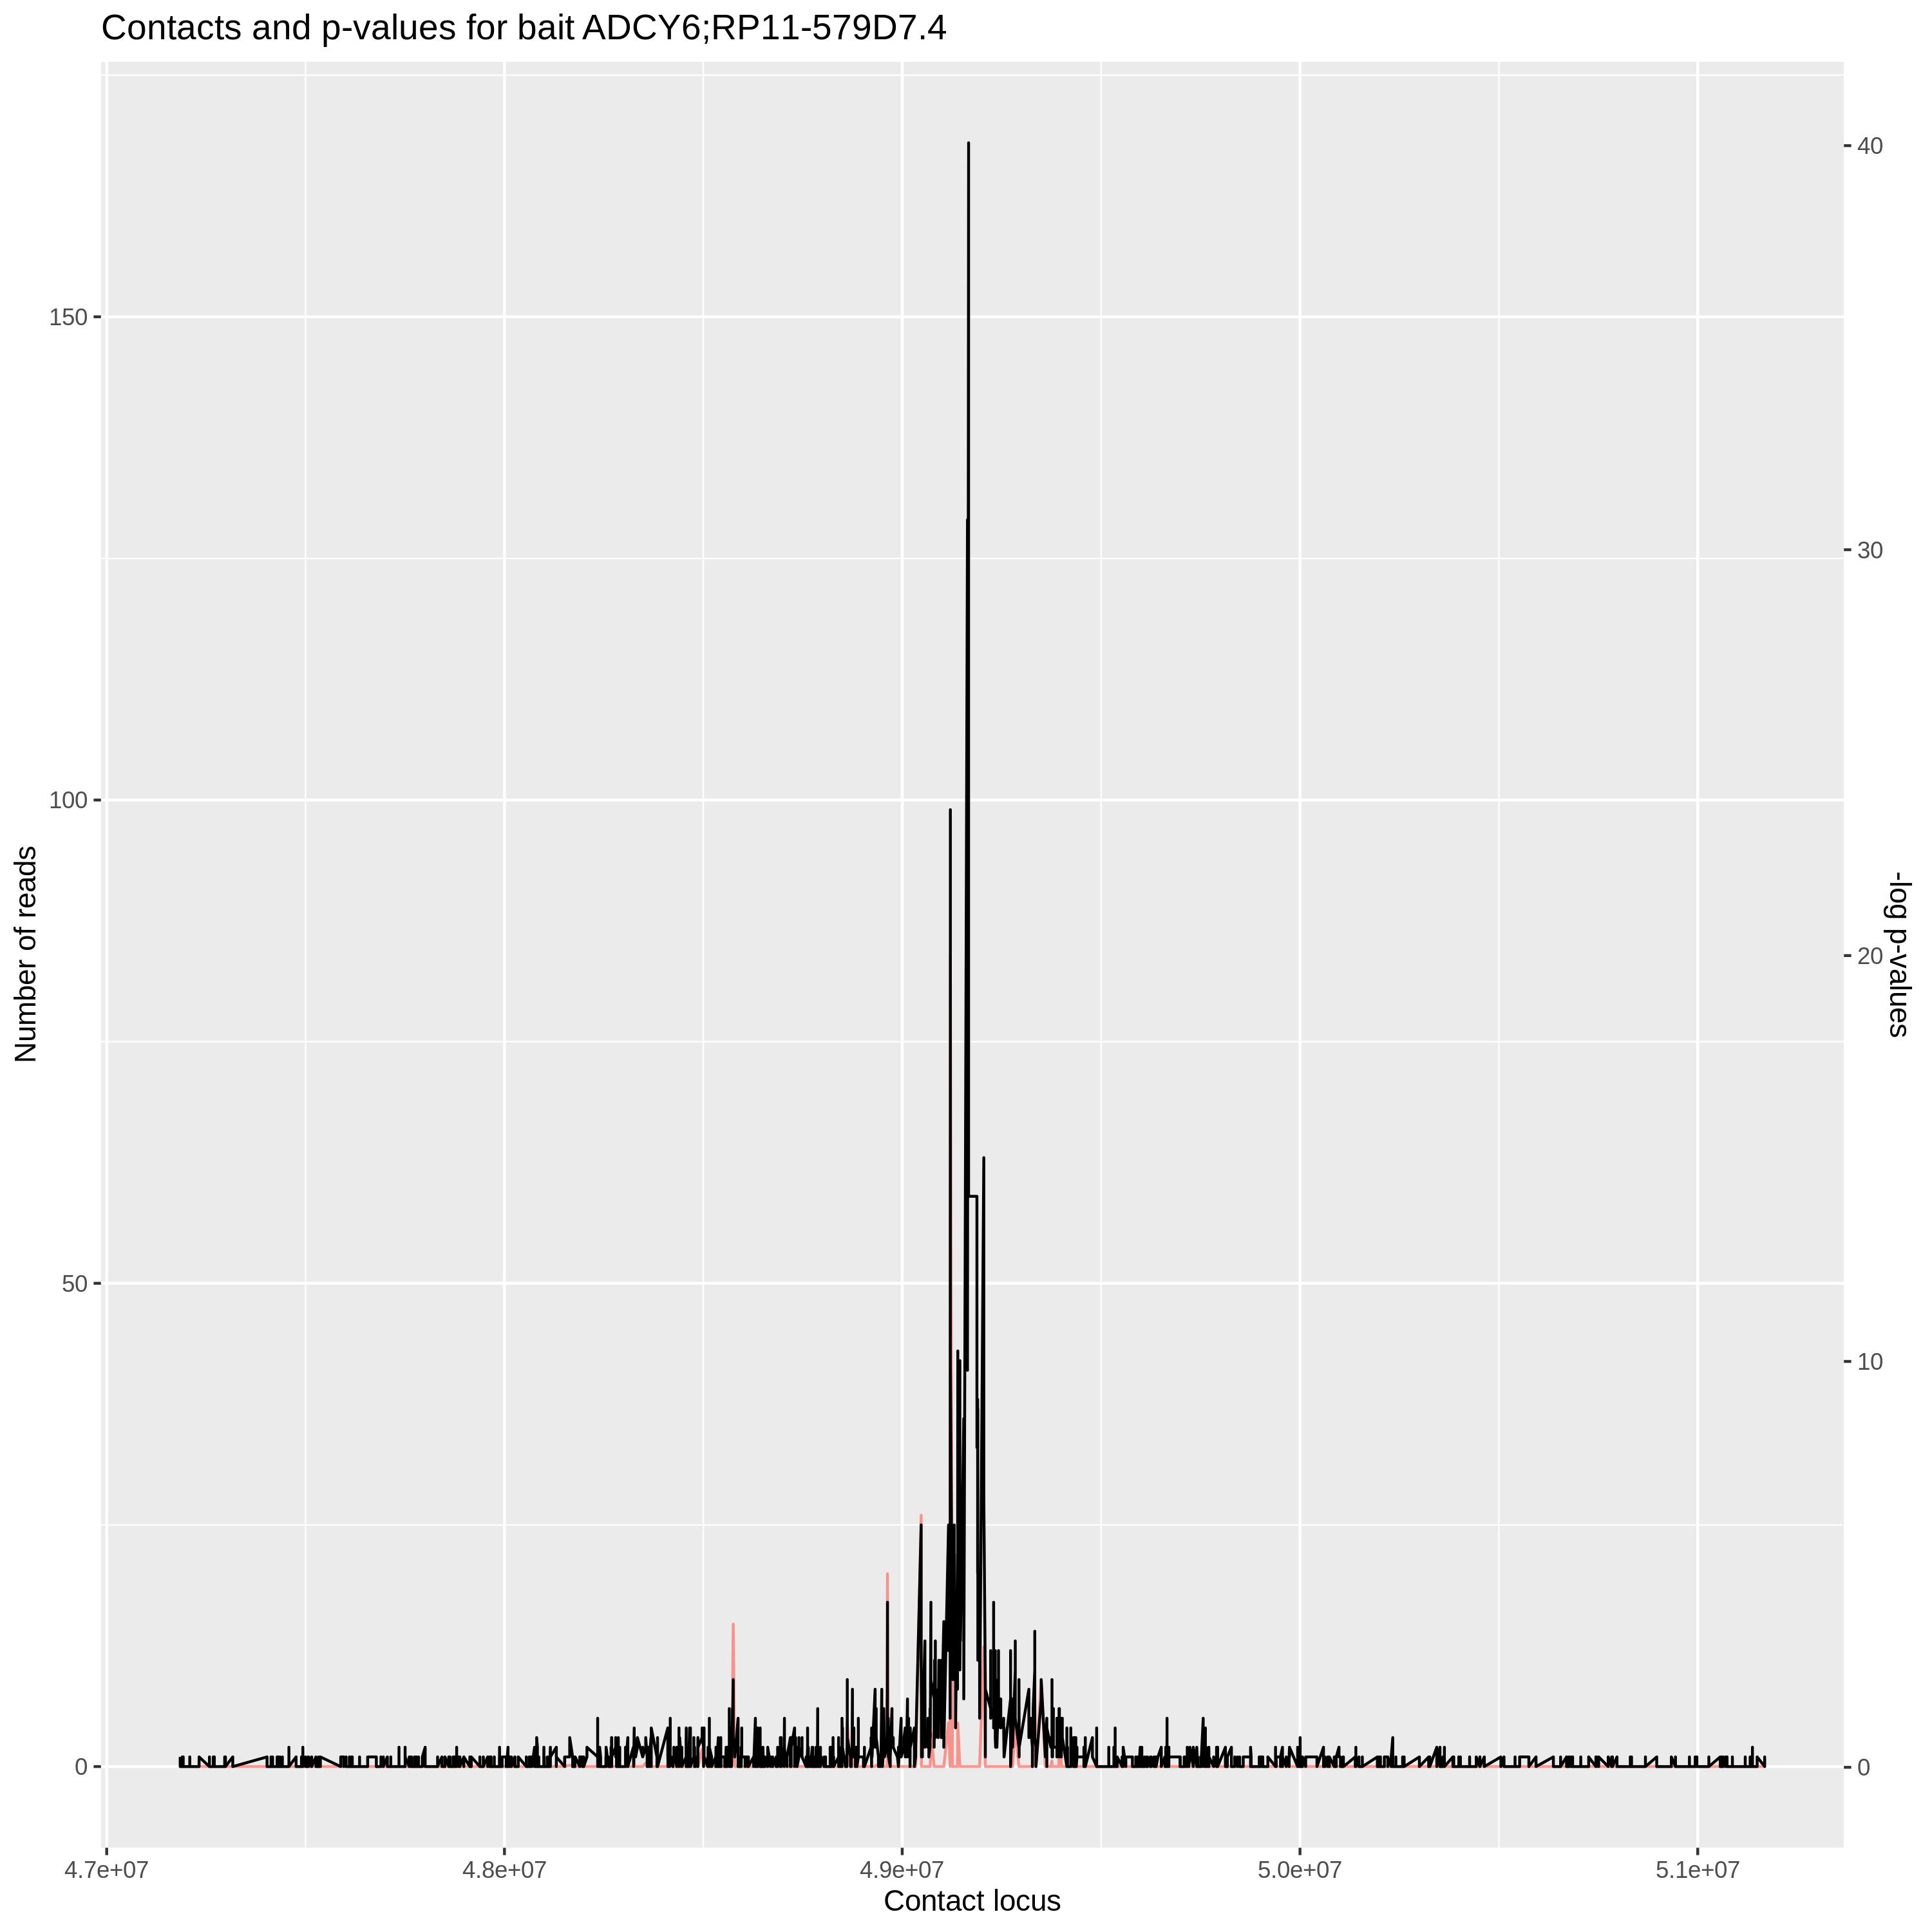 Contacts and p-values for bait ADCY6;RP11-579D7.4
150
100
50
0
Number of reads
40
30
20
10
0
-log p-values
4.7e+07
4.8e+07
4.9e+07
5.0e+07
5.1e+07
Contact locus